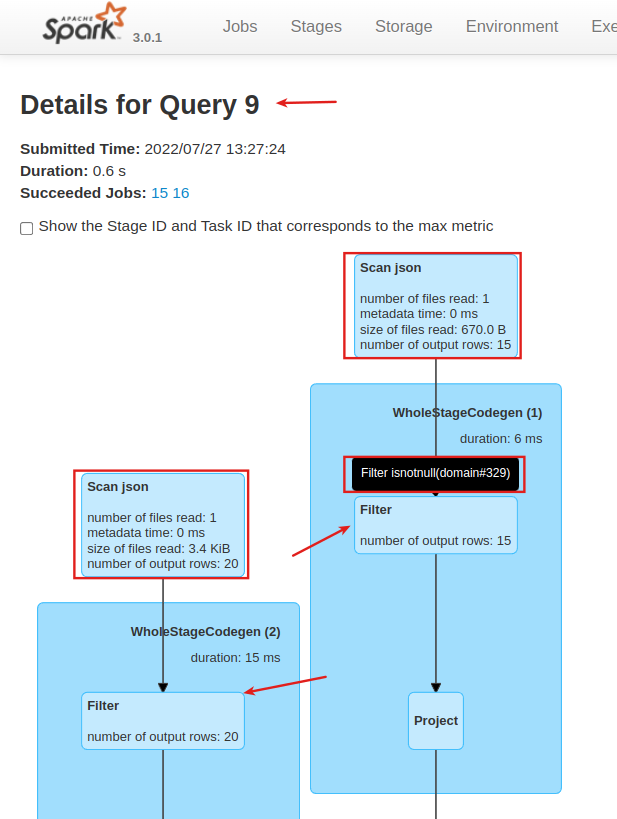 APACHE
Spark 3.0.1 Jobs Stages Storage Environment Exe
Details for Query 9
Submitted Time: 2022/07/27 13:27:24
Duration: 0.6 s
Succeeded Jobs: 15 16
Show the Stage ID and Task ID that corresponds to the max metric
Scan json
number of files read: 1
metadata time: 0 ms
size of files read: 670.0 B
number of output rows: 15
WholeStageCodegen (1)
duration: 6 ms
Filter isnotnull(domain#329)
Filter
number of output rows: 15
Project
Scan json
number of files read: 1
metadata time: 0 ms
size of files read: 3.4 KiB
number of output rows: 20
WholeStageCodegen (2)
duration: 15 ms
Filter
number of output rows: 20